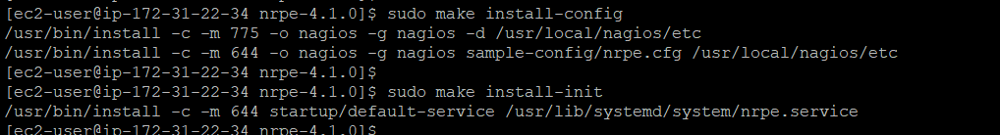 [ec2-user@ip-172-31-22-34 nrpe-4.1.0]$ sudo make install-config
/usr/bin/install -c -m 775 -o nagios -g nagios -d /usr/local/nagios/etc
/usr/bin/install -c -m 644 -o nagios -g nagios sample-config/nrpe.cfg /usr/local/nagios/etc
[ec2-user@ip-172-31-22-34 nrpe-4.1.0]$
[ec2-user@ip-172-31-22-34 nrpe-4.1.0]$ sudo make install-init
/usr/bin/install -c -m 644 startup/default-service /usr/lib/systemd/system/nrpe.service
[ec2-user@ip-172-31-22-34 nrpe-4.1.0]$